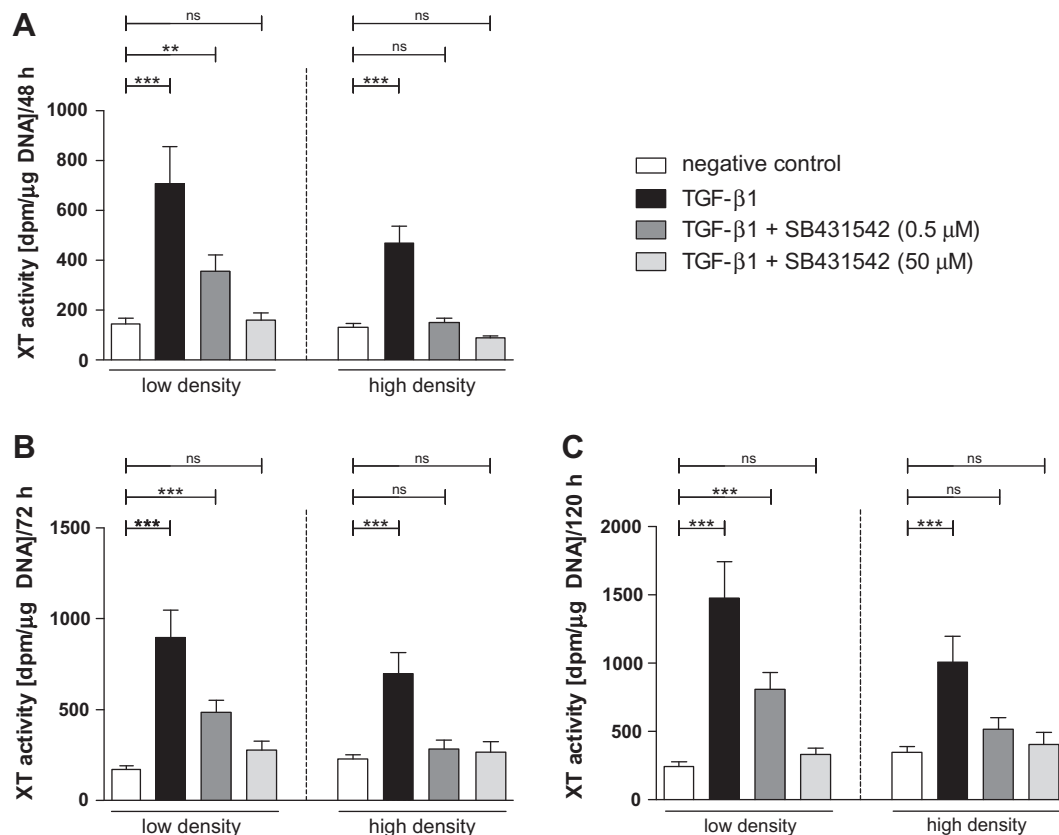 A
ns
ns
**
ns
***
***
XT activity [dpm/μg DNA]/48 h
1000
800
600
400
200
0
low density
high density
negative control
TGF-β1
TGF-β1 + SB431542 (0.5 μM)
TGF-β1 + SB431542 (50 μM)
B
ns
ns
***
ns
***
***
XT activity [dpm/μg DNA]/72 h
1500
1000
500
0
low density
high density
C
ns
ns
***
ns
***
***
XT activity [dpm/μg DNA]/120 h
2000
1500
1000
500
0
low density
high density